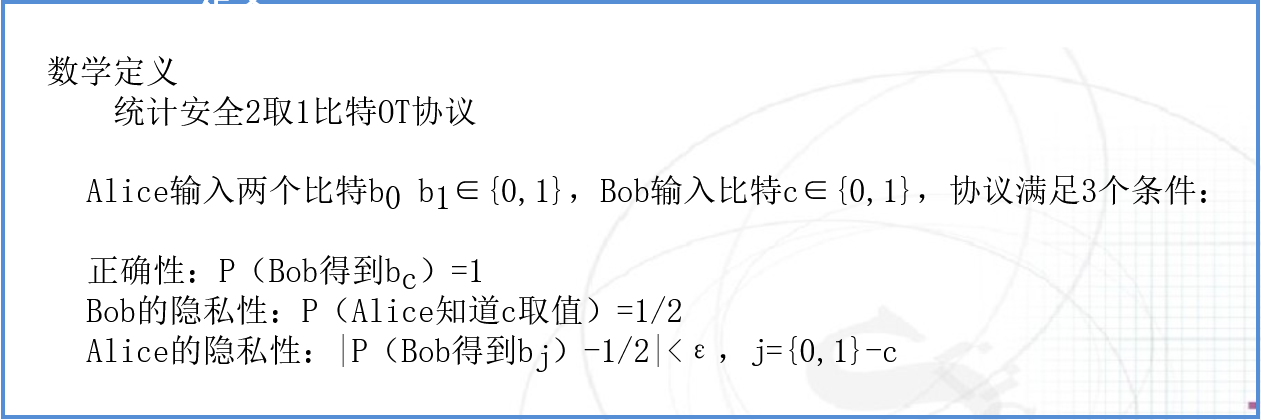 数学定义
统计安全2取1比特OT协议
Alice输入两个比特b0 b1∈{0,1},Bob输入比特c∈{0,1},协议满足3个条件:
正确性:P(Bob得到bc)=1
Bob的隐私性:P(Alice知道c取值)=1/2
Alice的隐私性:|P(Bob得到bj)-1/2|<ε,j={0,1}-c